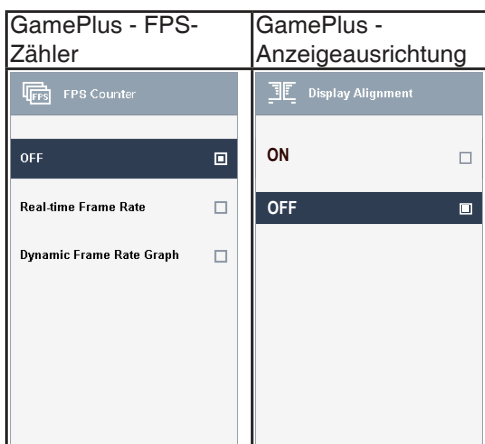 GamePlus - FPS-
Zähler
GamePlus -
Anzeigeausrichtung
FPS
FPS Counter
OFF
Real-time Frame Rate
Dynamic Frame Rate Graph
Display Alignment
ON
OFF